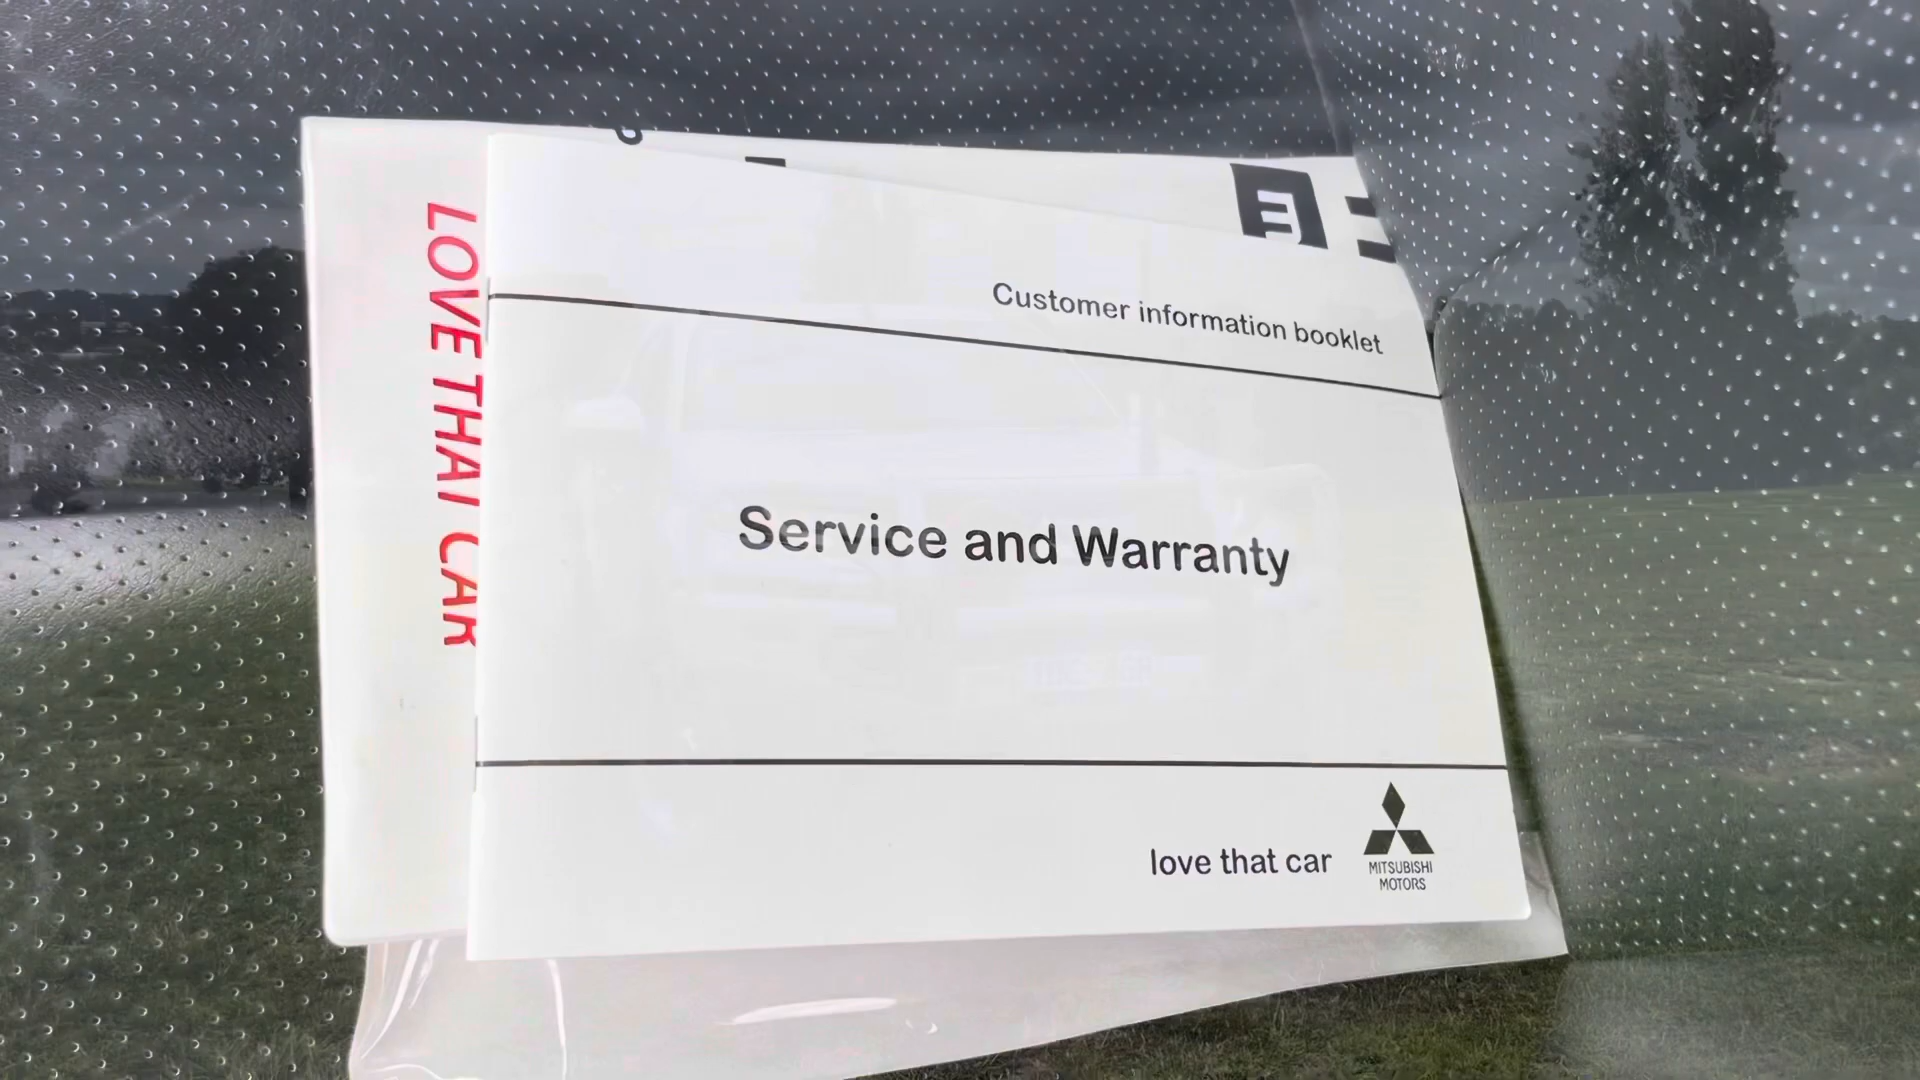 LOVE THAT CAR
Customer information booklet
Service and Warranty
love that car
MITSUBISHI
MOTORS